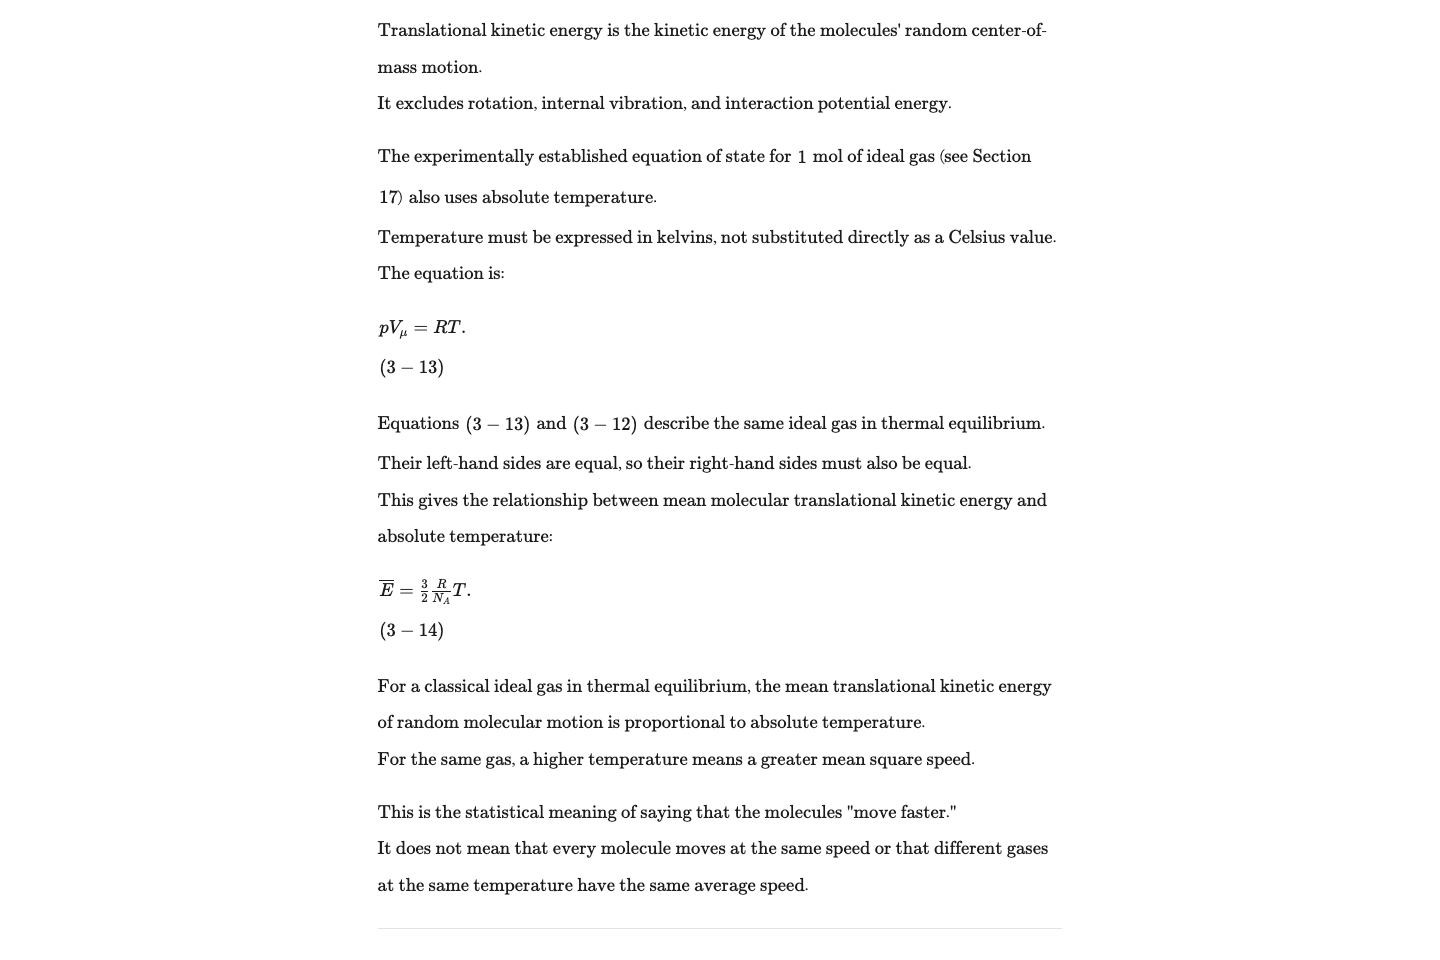 Translational kinetic energy is the kinetic energy of the molecules' random center-of-
mass motion.
It excludes rotation, internal vibration, and interaction potential energy.
The experimentally established equation of state for 1 mol of ideal gas (see Section
17) also uses absolute temperature.
Temperature must be expressed in kelvins, not substituted directly as a Celsius value.
The equation is:
$pV_\mu = RT.$
(3 – 13)
Equations (3 – 13) and (3 – 12) describe the same ideal gas in thermal equilibrium.
Their left-hand sides are equal, so their right-hand sides must also be equal.
This gives the relationship between mean molecular translational kinetic energy and
absolute temperature:
$\overline{E} = \frac{3}{2}\frac{R}{N_A}T.$
(3 – 14)
For a classical ideal gas in thermal equilibrium, the mean translational kinetic energy
of random molecular motion is proportional to absolute temperature.
For the same gas, a higher temperature means a greater mean square speed.
This is the statistical meaning of saying that the molecules "move faster."
It does not mean that every molecule moves at the same speed or that different gases
at the same temperature have the same average speed.